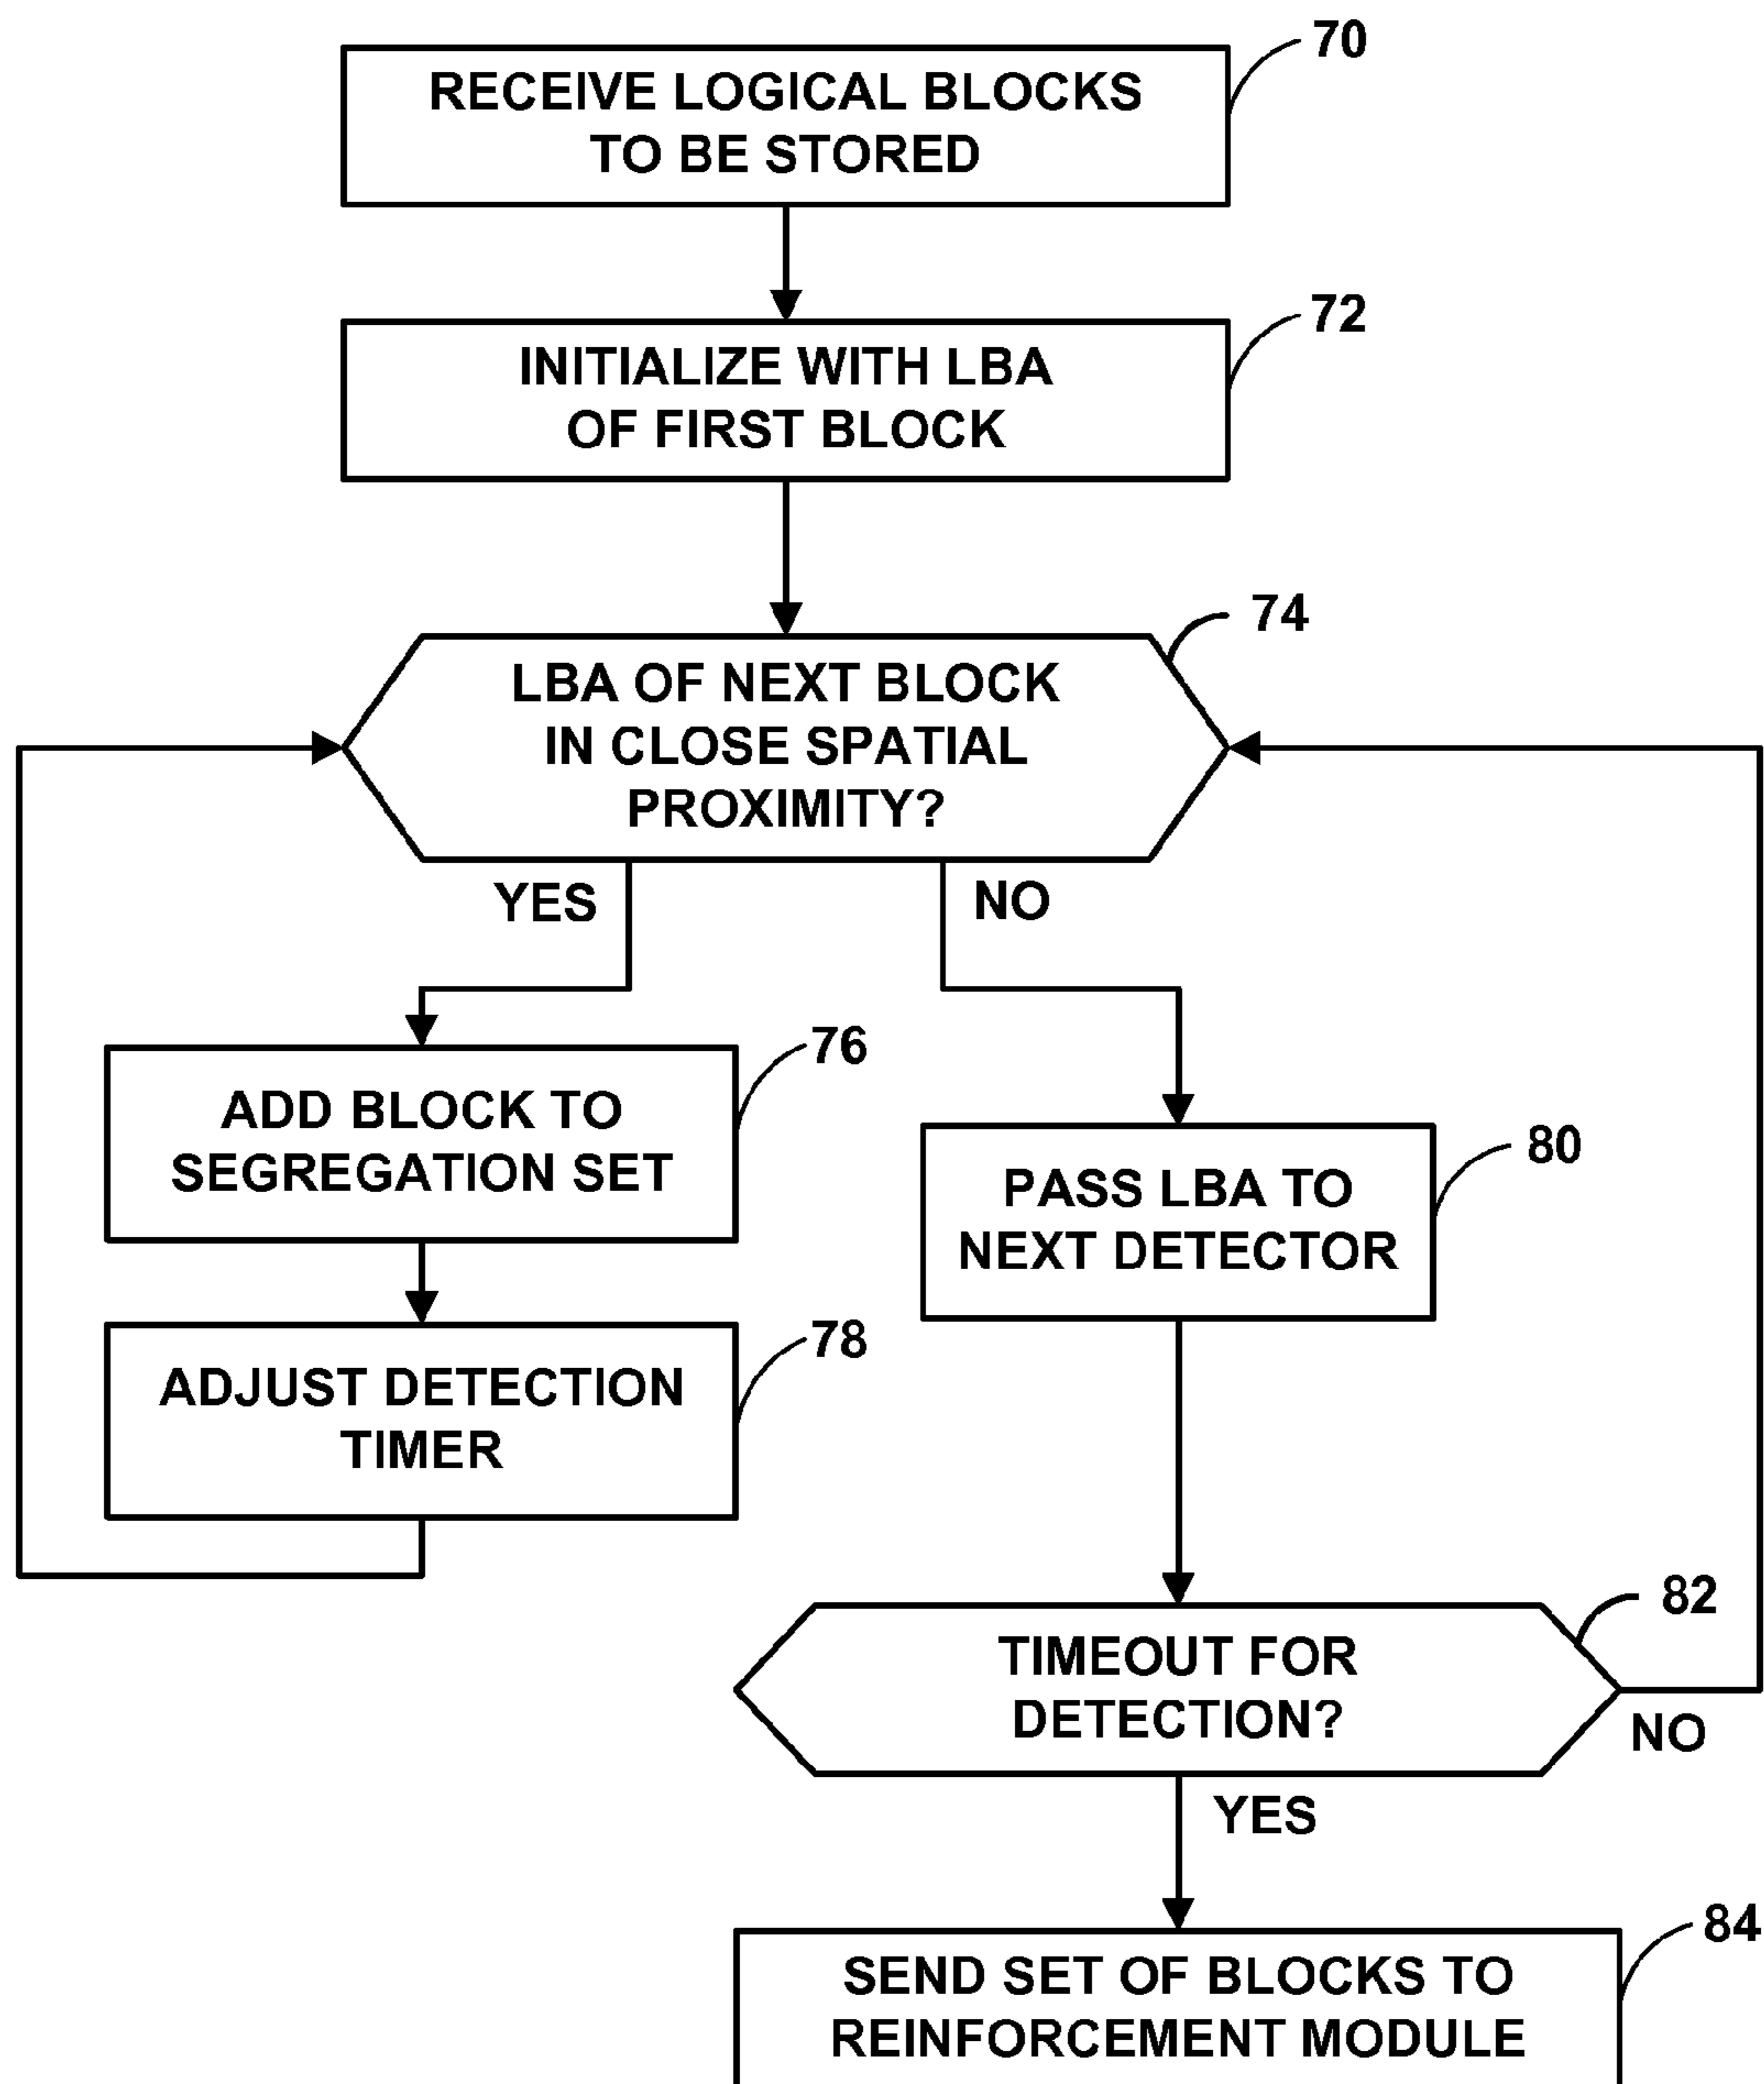 70
RECEIVE LOGICAL BLOCKS
TO BE STORED
72
INITIALIZE WITH LBA
OF FIRST BLOCK
74
LBA OF NEXT BLOCK
IN CLOSE SPATIAL
PROXIMITY?
YES
NO
76
ADD BLOCK TO
SEGREGATION SET
80
PASS LBA TO
NEXT DETECTOR
78
ADJUST DETECTION
TIMER
82
TIMEOUT FOR
DETECTION?
NO
YES
84
SEND SET OF BLOCKS TO
REINFORCEMENT MODULE